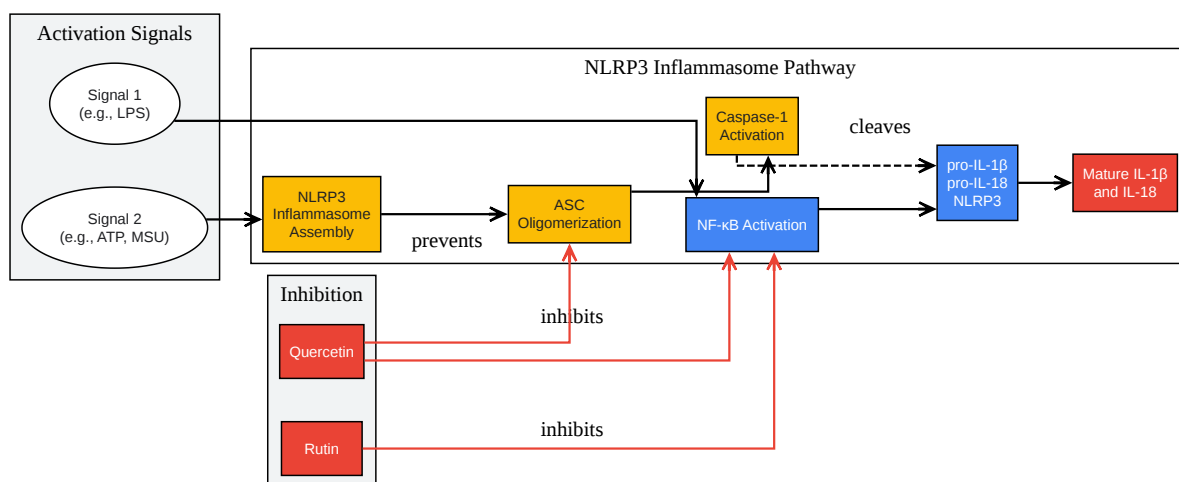 Activation Signals
Signal 1
(e.g., LPS)
Signal 2
(e.g., ATP, MSU)
NLRP3 Inflammasome Pathway
NLRP3
Inflammasome
Assembly
prevents
ASC
Oligomerization
Caspase-1
Activation
cleaves
NF-κB Activation
pro-IL-1β
pro-IL-18
NLRP3
Mature IL-1β
and IL-18
Inhibition
Quercetin
inhibits
Rutin
inhibits